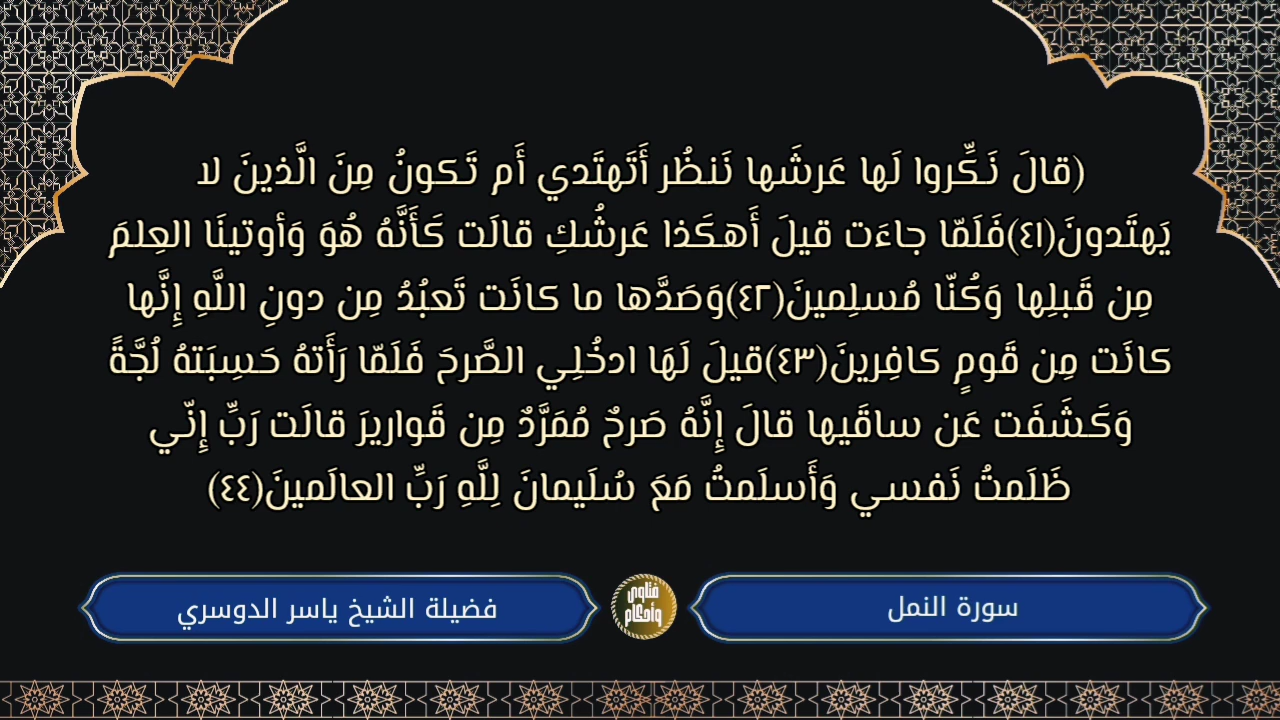 (قالَ نَكِّروا لَها عَرشَها نَنظُر أَتَهتَدي أَم تَكونُ مِنَ الَّذينَ لا
يَهتَدونَ(٤١)فَلَمّا جاءَت قيلَ أَهكَذا عَرشُكِ قالَت كَأَنَّهُ هُوَ وَأوتينَا العِلمَ
مِن قَبلِها وَكُنّا مُسلِمينَ(٤٢)وَصَدَّها ما كانَت تَعبُدُ مِن دونِ اللَّهِ إِنَّها
كانَت مِن قَومٍ كافِرينَ(٤٣)قيلَ لَهَا ادخُلِي الصَّرحَ فَلَمّا رَأَتهُ حَسِبَتهُ لُجَّةً
وَكَشَفَت عَن ساقَيها قالَ إِنَّهُ صَرحٌ مُمَرَّدٌ مِن قَواريرَ قالَت رَبِّ إِنّي
ظَلَمتُ نَفسي وَأَسلَمتُ مَعَ سُلَيمانَ لِلَّهِ رَبِّ العالَمينَ(٤٤)
سورة النمل
فتاوى
وأحكام
فضيلة الشيخ ياسر الدوسري